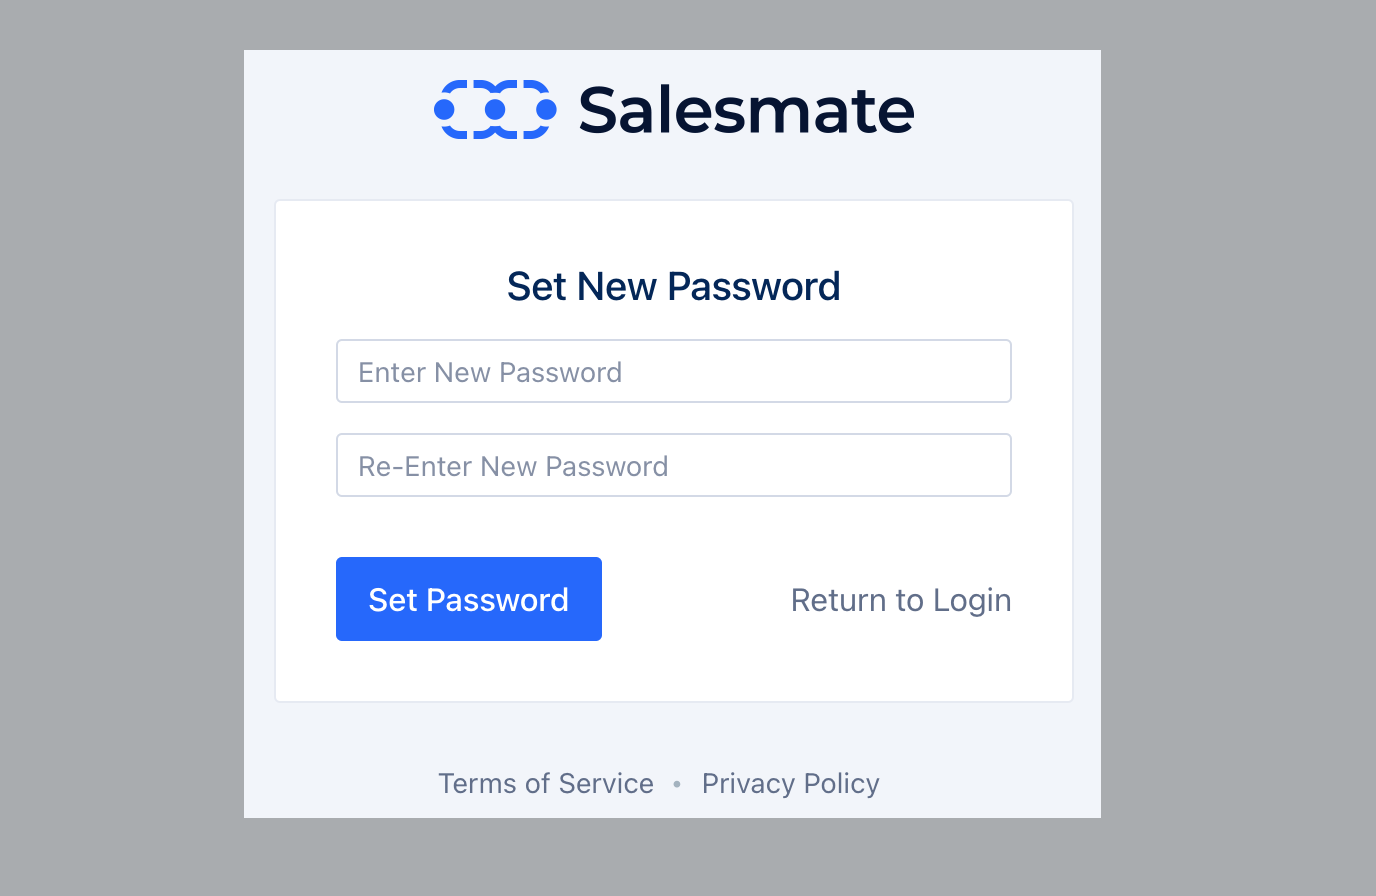 Salesmate
Set New Password
Enter New Password
Re-Enter New Password
Set Password
Return to Login
Terms of Service • Privacy Policy